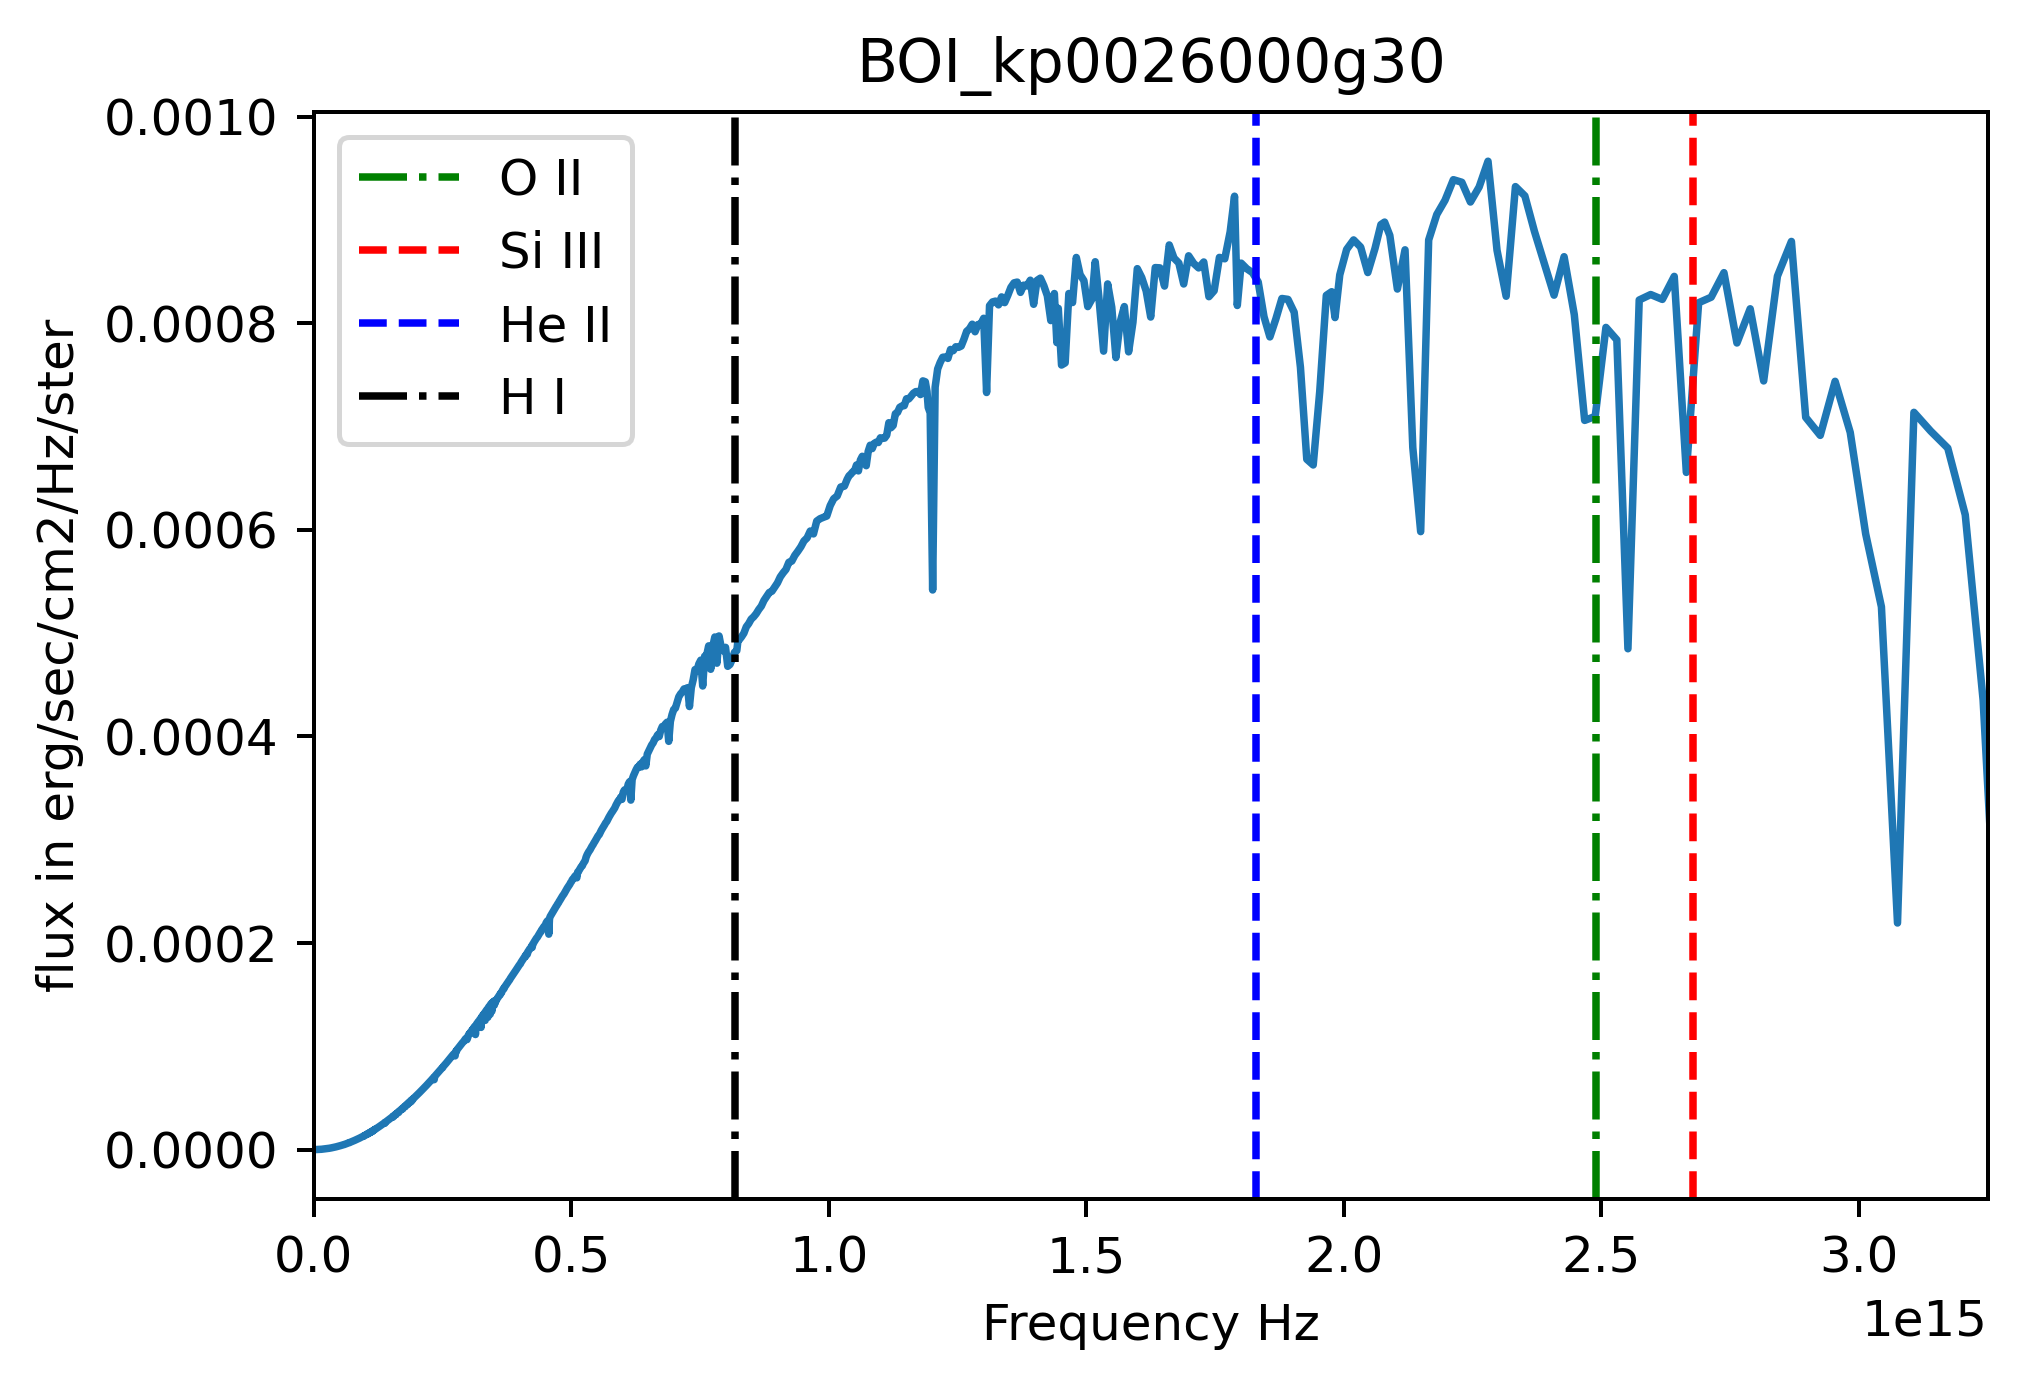 BOI_kp0026000g30
0.0010
0.0008
0.0006
0.0004
0.0002
0.0000
flux in erg/sec/cm2/Hz/ster
O II
Si III
He II
H I
0.0 0.5 1.0 1.5 2.0 2.5 3.0
Frequency Hz
1e15